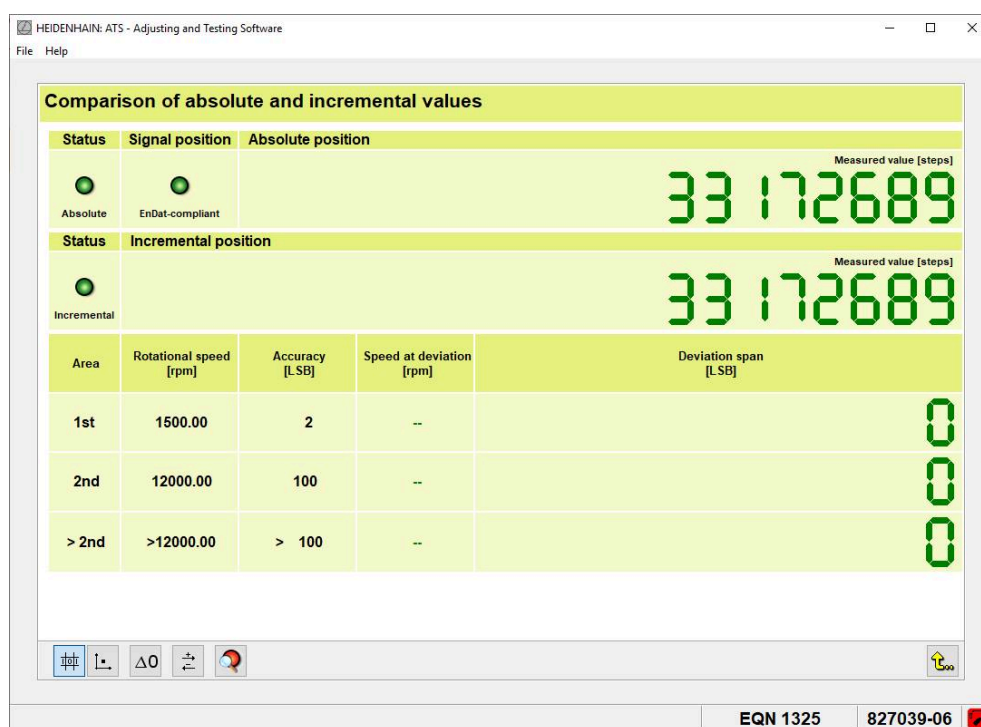 HEIDENHAIN: ATS - Adjusting and Testing Software
File Help
Comparison of absolute and incremental values
Status Signal position Absolute position
Measured value [steps]
33172689
Absolute EnDat-compliant
Status Incremental position
Measured value [steps]
33172689
Incremental
Area Rotational speed [rpm] Accuracy [LSB] Speed at deviation [rpm] Deviation span [LSB]
1st 1500.00 2 -- 0
2nd 12000.00 100 -- 0
> 2nd >12000.00 > 100 -- 0
Δ0
EQN 1325 827039-06